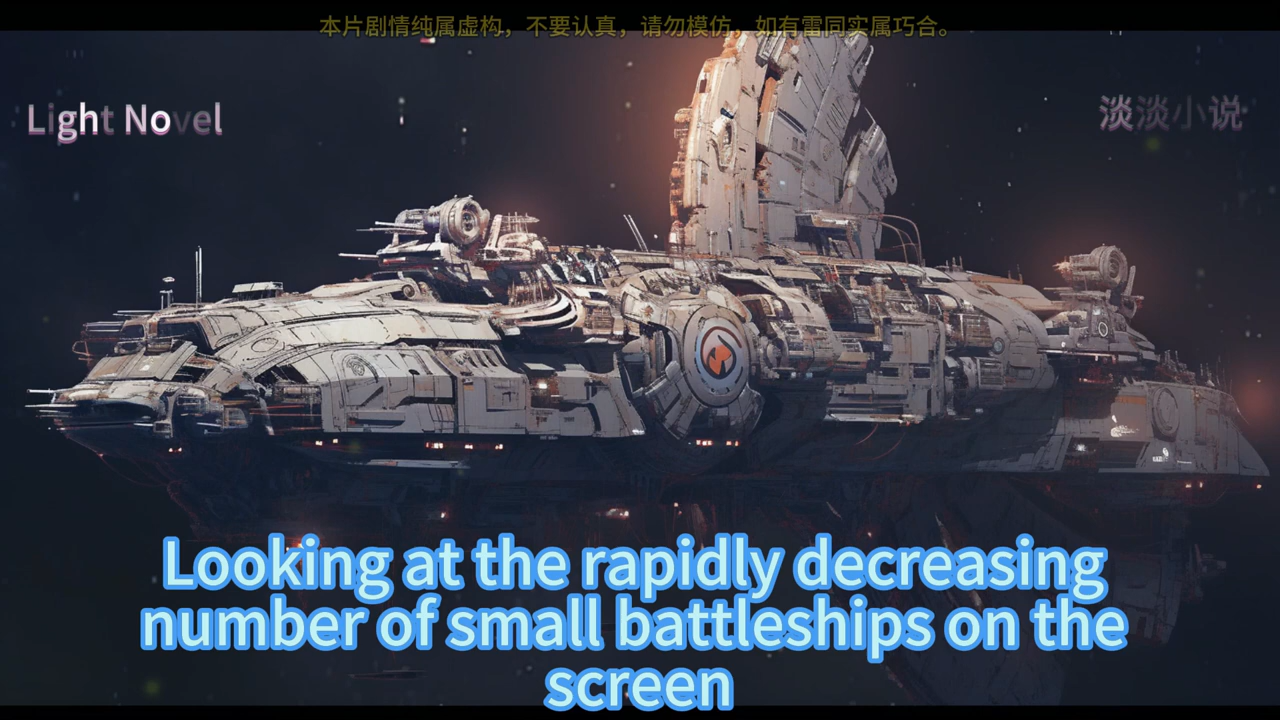 本片剧情纯属虚构，不要认真，请勿模仿，如有雷同实属巧合。
Light Novel
淡淡小说
Looking at the rapidly decreasing
number of small battleships on the
screen